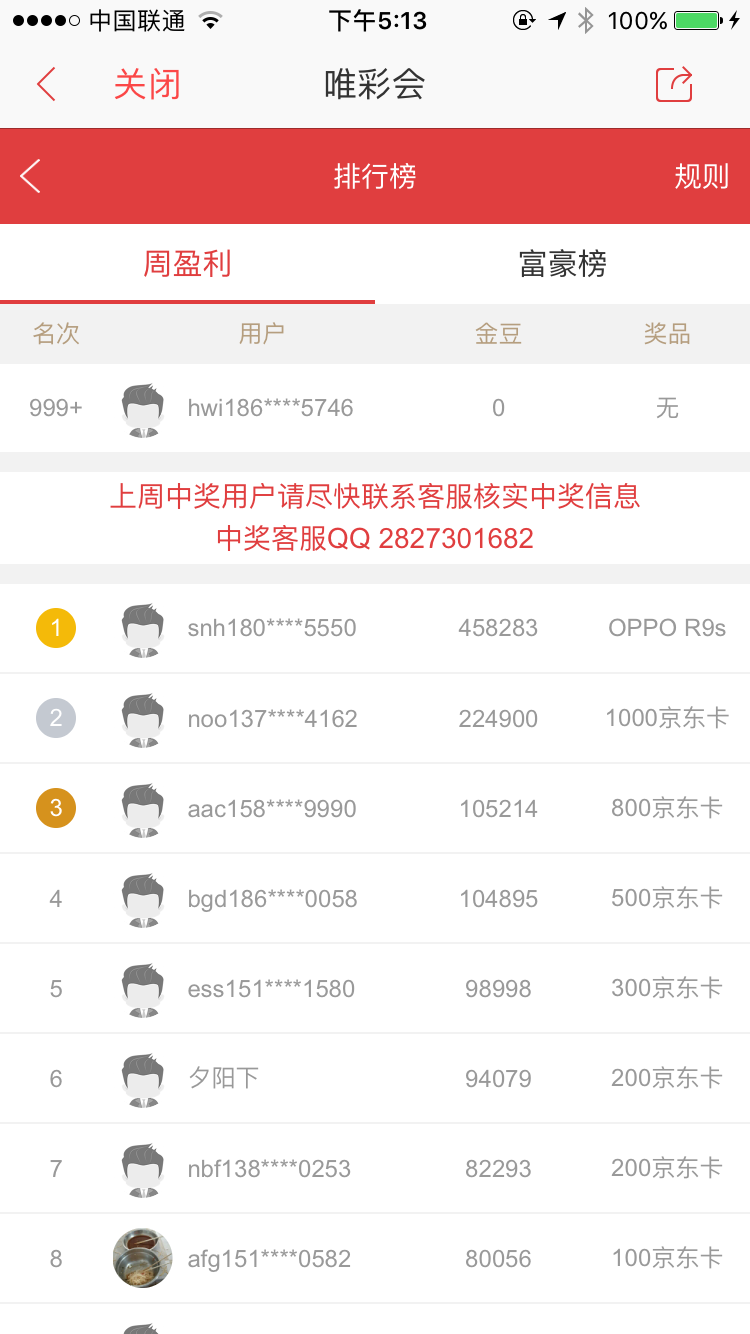 中国联通 下午5:13 100%
关闭 唯彩会
排行榜 规则
周盈利 富豪榜
名次 用户 金豆 奖品
999+ hwi186****5746 0 无
上周中奖用户请尽快联系客服核实中奖信息
中奖客服QQ 2827301682
1 snh180****5550 458283 OPPO R9s
2 noo137****4162 224900 1000京东卡
3 aac158****9990 105214 800京东卡
4 bgd186****0058 104895 500京东卡
5 ess151****1580 98998 300京东卡
6 夕阳下 94079 200京东卡
7 nbf138****0253 82293 200京东卡
8 afg151****0582 80056 100京东卡